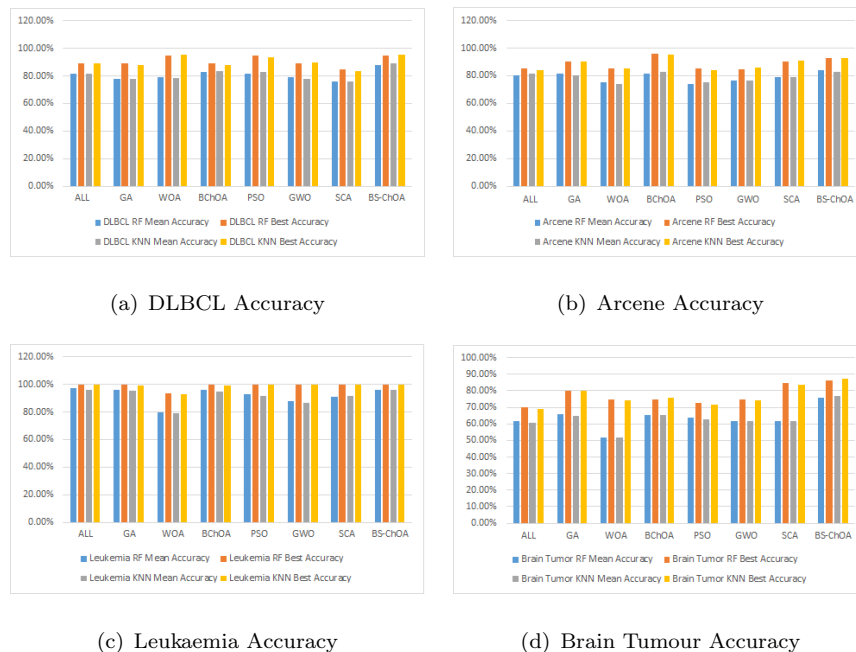 120.00%
100.00%
80.00%
60.00%
40.00%
20.00%
0.00%
ALL GA WOA BChOA PSO GWO SCA BS-ChOA
DLBCL RF Mean Accuracy DLBCL RF Best Accuracy
DLBCL KNN Mean Accuracy DLBCL KNN Best Accuracy
(a) DLBCL Accuracy
120.00%
100.00%
80.00%
60.00%
40.00%
20.00%
0.00%
ALL GA WOA BChOA PSO GWO SCA BS-ChOA
Arcene RF Mean Accuracy Arcene RF Best Accuracy
Arcene KNN Mean Accuracy Arcene KNN Best Accuracy
(b) Arcene Accuracy
120.00%
100.00%
80.00%
60.00%
40.00%
20.00%
0.00%
ALL GA WOA BChOA PSO GWO SCA BS-ChOA
Leukemia RF Mean Accuracy Leukemia RF Best Accuracy
Leukemia KNN Mean Accuracy Leukemia KNN Best Accuracy
(c) Leukaemia Accuracy
100.00%
90.00%
80.00%
70.00%
60.00%
50.00%
40.00%
30.00%
20.00%
10.00%
0.00%
ALL GA WOA BChOA PSO GWO SCA BS-ChOA
Brain Tumor RF Mean Accuracy Brain Tumor RF Best Accuracy
Brain Tumor KNN Mean Accuracy Brain Tumor KNN Best Accuracy
(d) Brain Tumour Accuracy